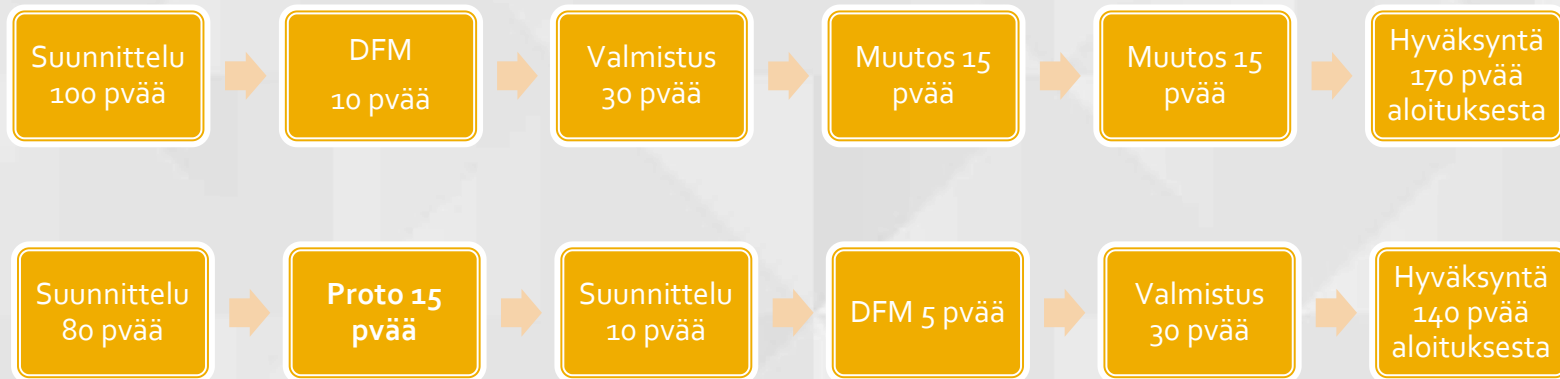 Suunnittelu
100 pvää
DFM
10 pvää
Valmistus
30 pvää
Muutos 15
pvää
Muutos 15
pvää
Hyväksyntä
170 pvää
aloituksesta
Suunnittelu
80 pvää
Proto 15
pvää
Suunnittelu
10 pvää
DFM 5 pvää
Valmistus
30 pvää
Hyväksyntä
140 pvää
aloituksesta